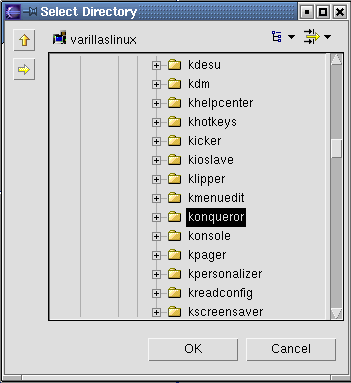 Select Directory
varillaslinux
kdesu
kdm
khelpcenter
khotkeys
kicker
kioslave
klipper
kmenuedit
konqueror
konsole
kpager
kpersonalizer
kreadconfig
kscreensaver
OK
Cancel